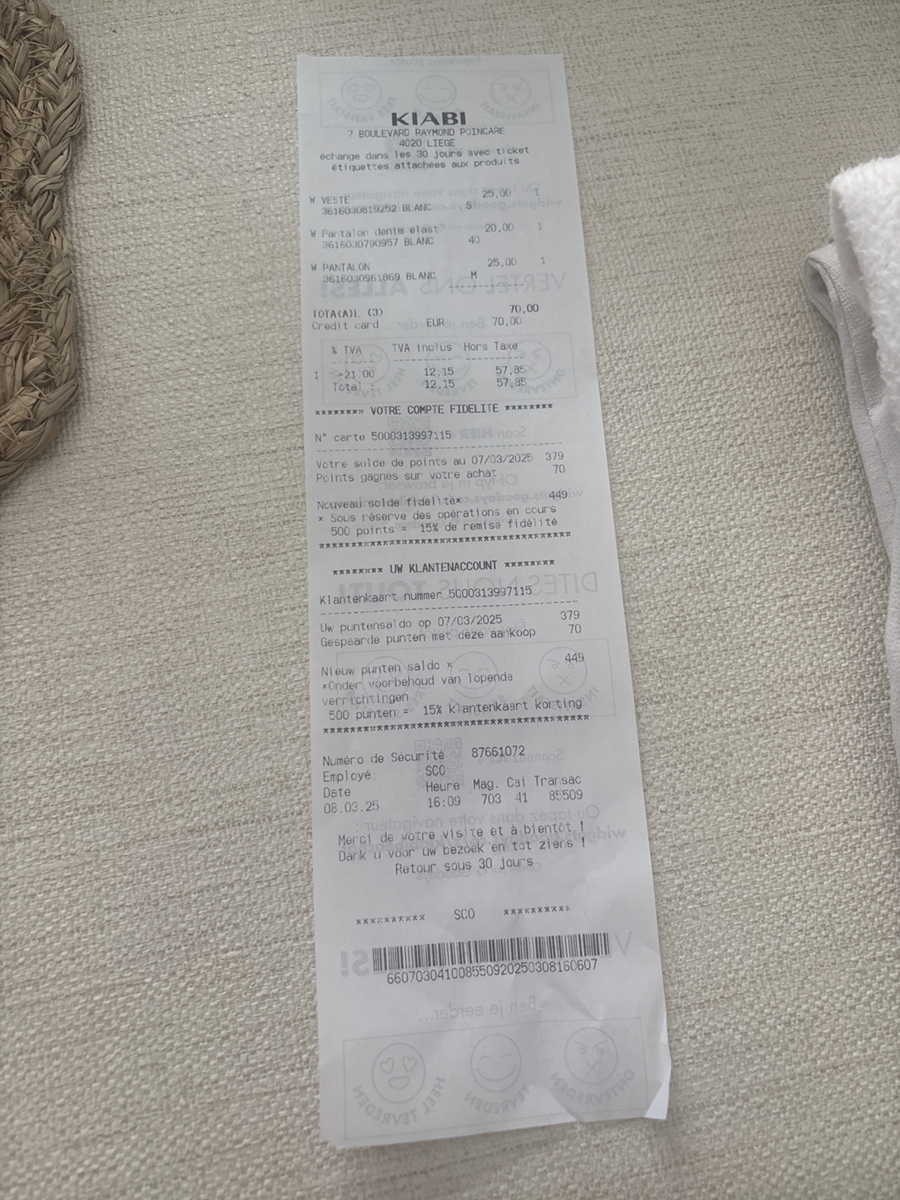 KIABI
7 BOULEVARD RAYMOND POINCARE
4020 LIEGE
échange dans les 30 jours avec ticket
étiquettes attachées aux produits
W VESTE 25,00 1
3616030819252 BLANC S
W Pantalon denim elast 20,00 1
3616030790957 BLANC 40
W PANTALON 25,00 1
3616030961869 BLANC M
TOTA(A)L (3) 70,00
Credit card EUR 70,00
% TVA TVA inclus Hors Taxe
1 >21,00 12,15 57,85
Total : 12,15 57,85
******** VOTRE COMPTE FIDELITE ********
N° carte 5000313997115
Votre solde de points au 07/03/2025 379
Points gagnés sur votre achat 70
Nouveau solde fidélité* 449
* Sous réserve des opérations en cours
500 points = 15% de remise fidélité
****************************************
******** UW KLANTENACCOUNT ********
Klantenkaart nummer 5000313997115
Uw puntensaldo op 07/03/2025 379
Gespaarde punten met deze aankoop 70
Nieuw punten saldo * 449
*Onder voorbehoud van lopende
verrichtingen
500 punten = 15% klantenkaart korting
****************************************
Numéro de Sécurité 87661072
Employé: SCO
Date Heure Mag. Cai Transac
08.03.25 16:09 703 41 85509
Merci de votre visite et à bientôt !
Dank u voor uw bezoek en tot ziens !
Retour sous 30 jours
********** SCO **********
66070304100855092025030816​0607